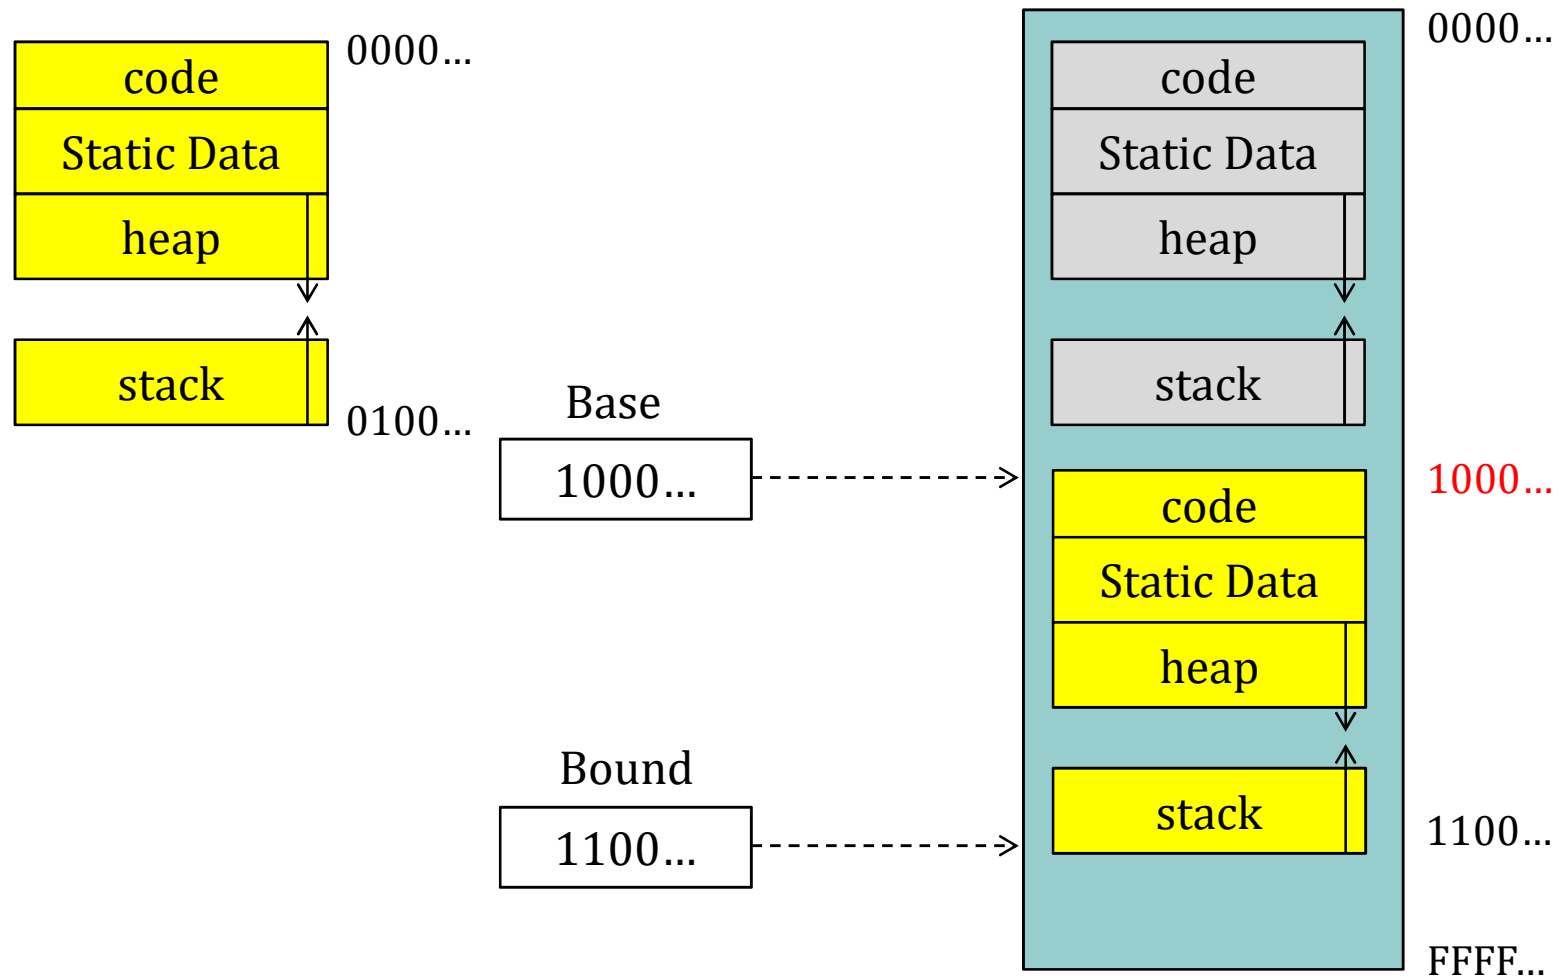 0000...
code
Static Data
heap
stack
0100...
Base
1000...
Bound
1100...
0000...
code
Static Data
heap
stack
1000...
code
Static Data
heap
stack
1100...
FFFF...